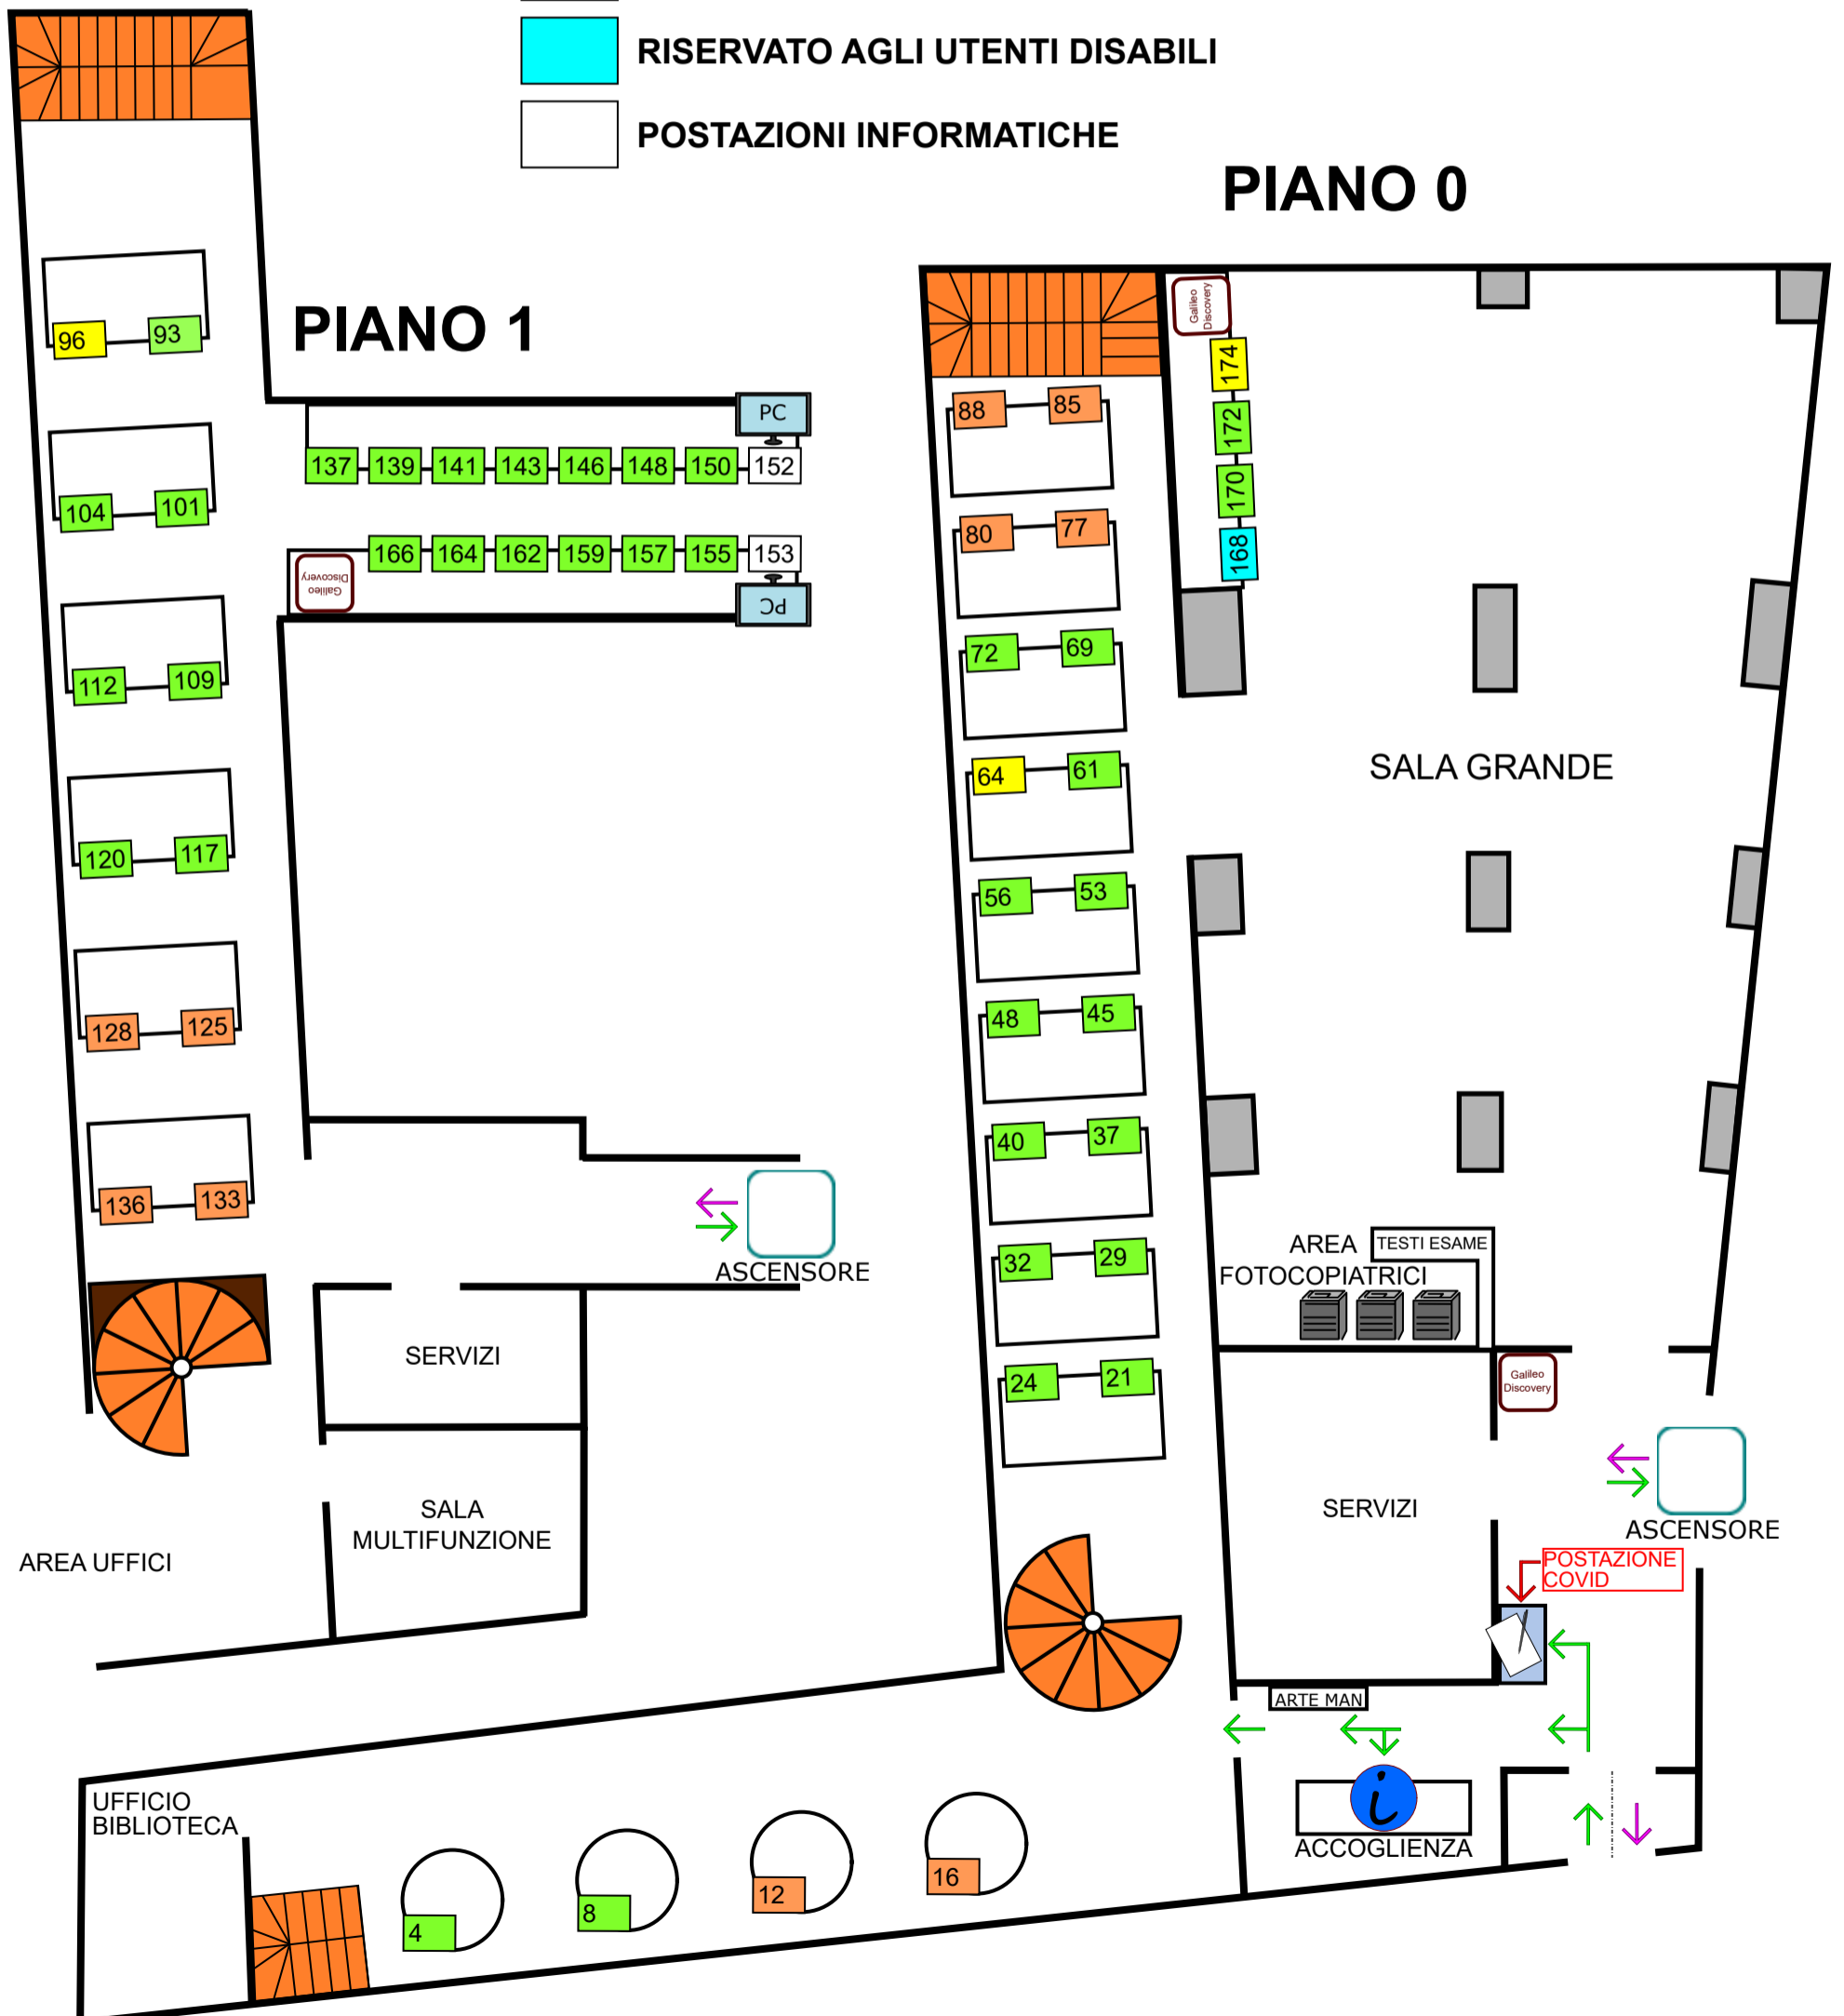 RISERVATO AGLI UTENTI DISABILI
POSTAZIONI INFORMATICHE
PIANO 0
PIANO 1
96
93
104
101
112
109
120
117
128
125
136
133
PC
137
139
141
143
146
148
150
152
166
164
162
159
157
155
153
Galileo
Discovery
PC
ASCENSORE
SERVIZI
SALA
MULTIFUNZIONE
AREA UFFICI
Galileo
Discovery
174
172
170
168
88
85
80
77
72
69
64
61
56
53
48
45
40
37
32
29
24
21
SALA GRANDE
AREA
FOTOCOPIATRICI
TESTI ESAME
Galileo
Discovery
SERVIZI
ASCENSORE
POSTAZIONE
COVID
ARTE MAN
i
ACCOGLIENZA
UFFICIO
BIBLIOTECA
4
8
12
16